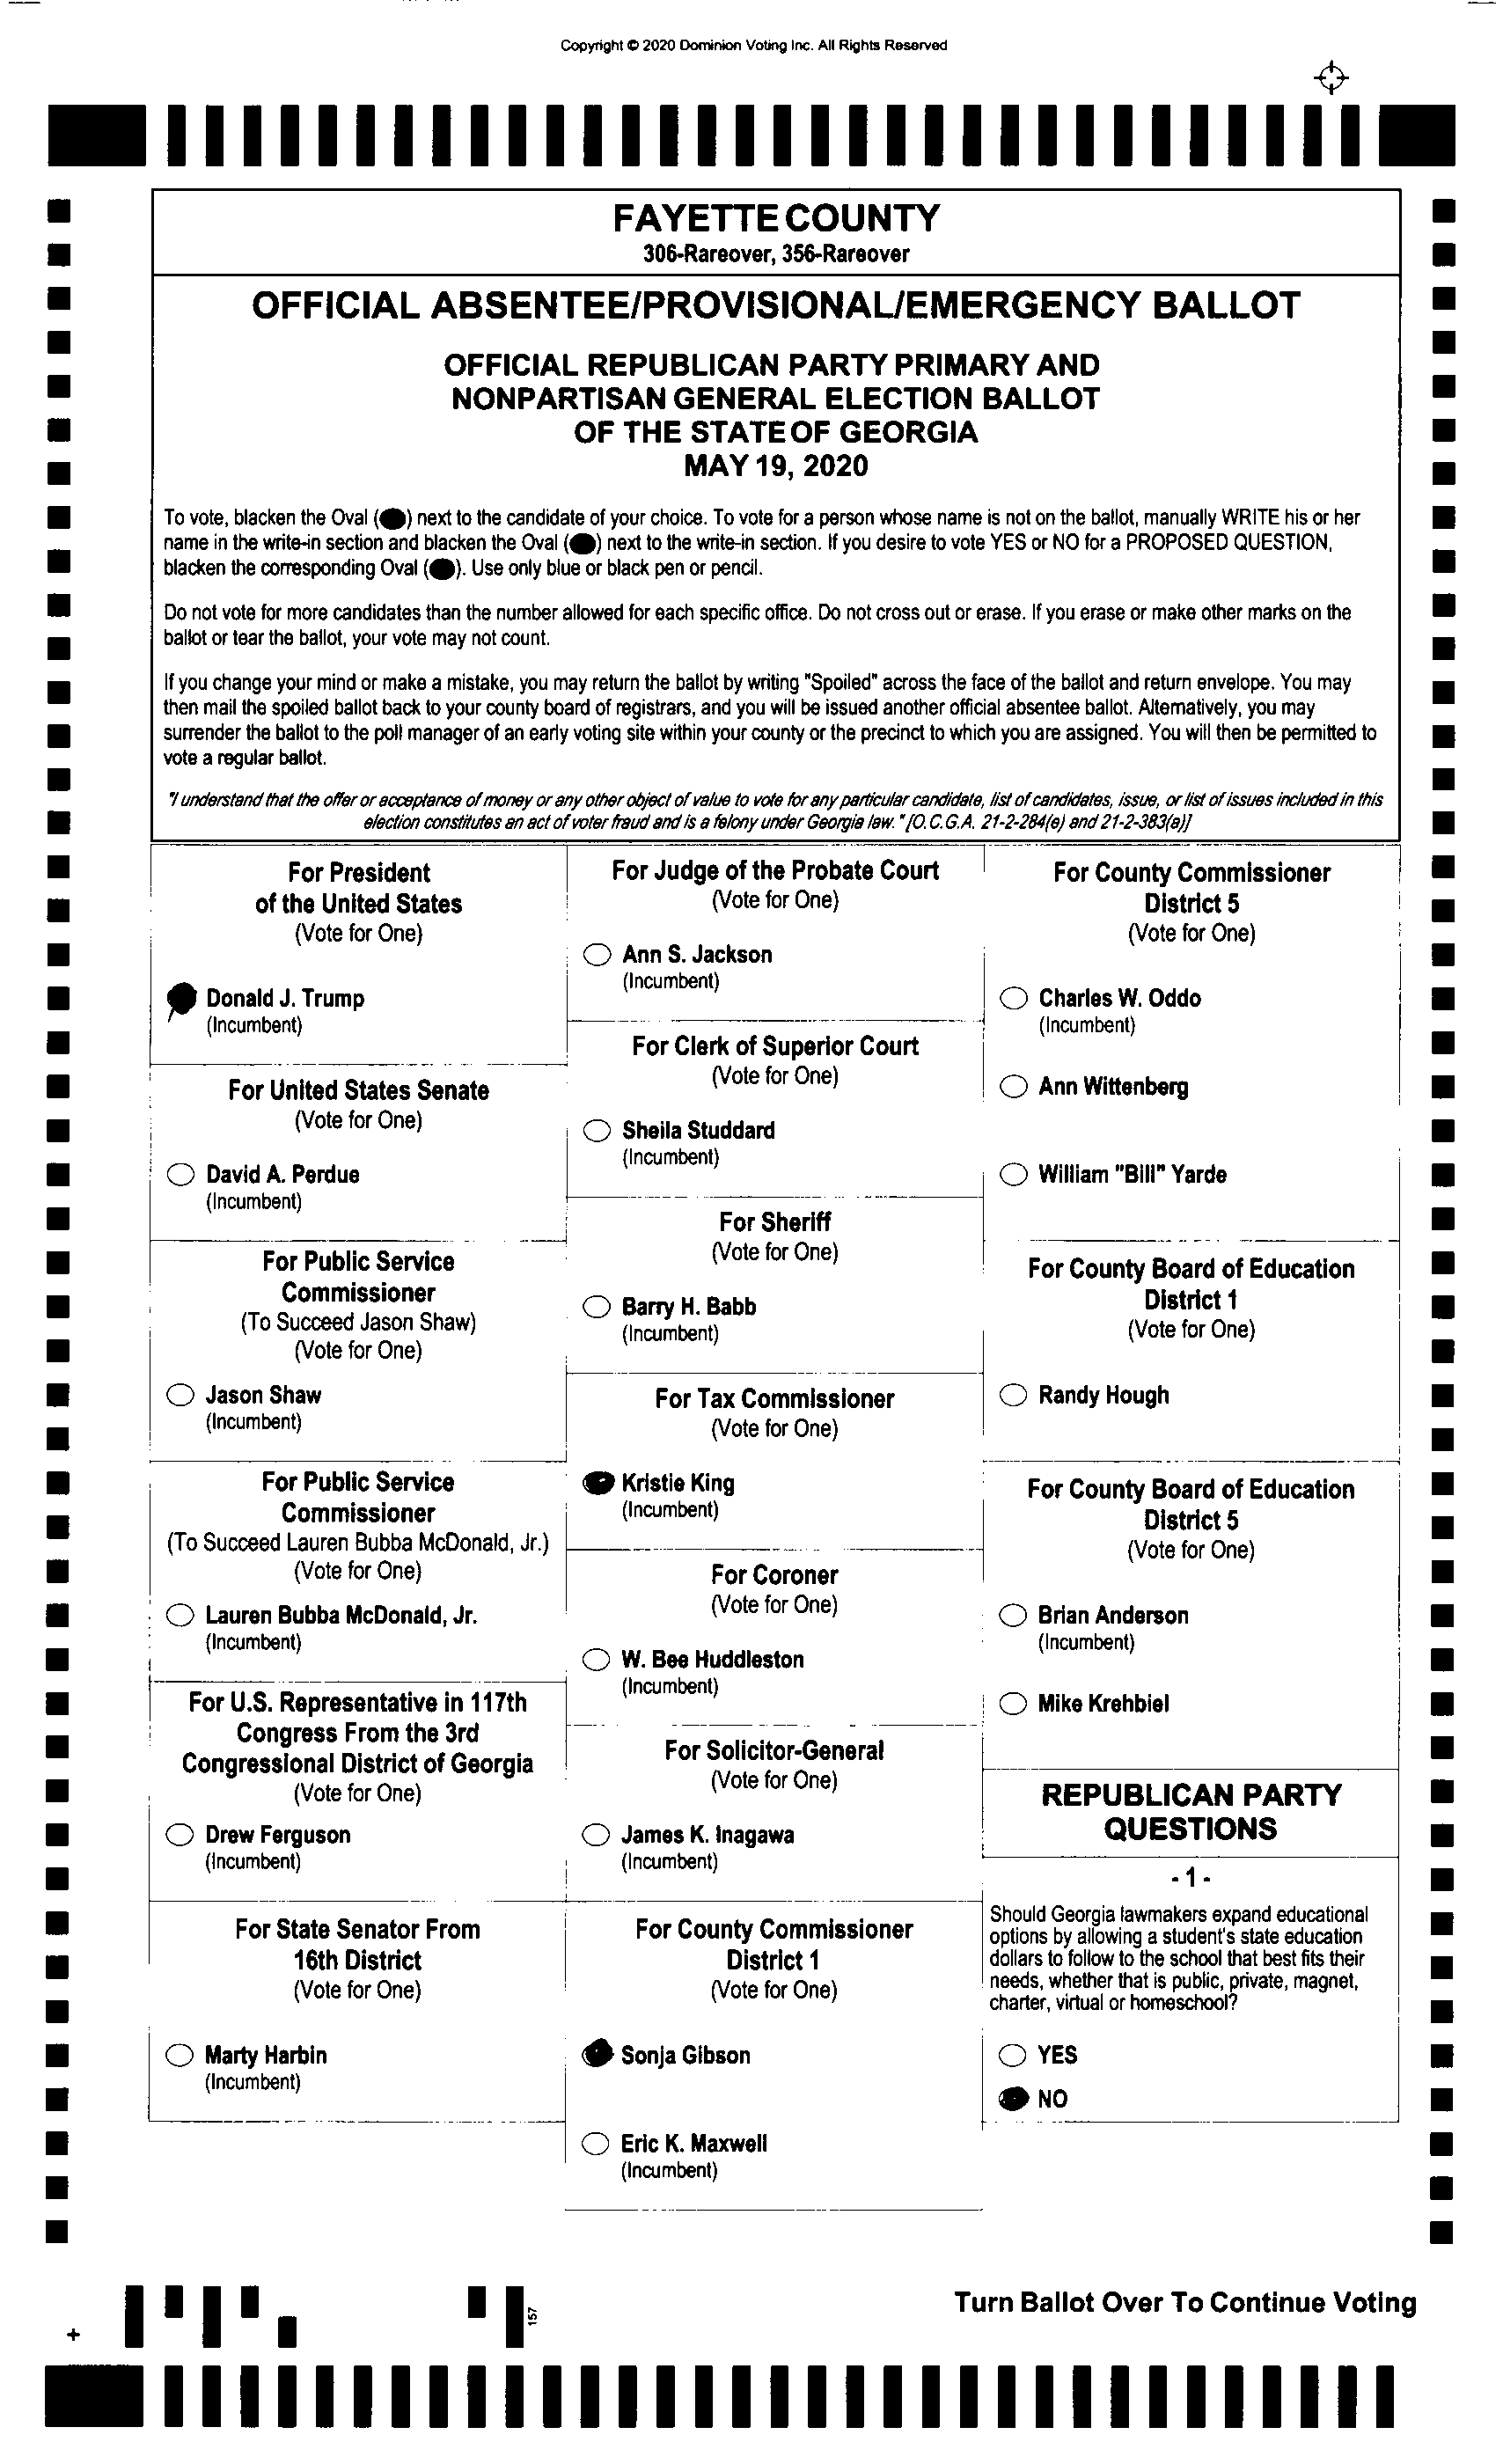 Copyright © 2020 Dominion Voting Inc. All Rights Reserved
FAYETTE COUNTY
306-Rareover, 356-Rareover
OFFICIAL ABSENTEE/PROVISIONAL/EMERGENCY BALLOT
OFFICIAL REPUBLICAN PARTY PRIMARY AND
NONPARTISAN GENERAL ELECTION BALLOT
OF THE STATE OF GEORGIA
MAY 19, 2020
To vote, blacken the Oval ( ) next to the candidate of your choice. To vote for a person whose name is not on the ballot, manually WRITE his or her
name in the write-in section and blacken the Oval ( ) next to the write-in section. If you desire to vote YES or NO for a PROPOSED QUESTION,
blacken the corresponding Oval ( ). Use only blue or black pen or pencil.
Do not vote for more candidates than the number allowed for each specific office. Do not cross out or erase. If you erase or make other marks on the
ballot or tear the ballot, your vote may not count.
If you change your mind or make a mistake, you may return the ballot by writing "Spoiled" across the face of the ballot and return envelope. You may
then mail the spoiled ballot back to your county board of registrars, and you will be issued another official absentee ballot. Alternatively, you may
surrender the ballot to the poll manager of an early voting site within your county or the precinct to which you are assigned. You will then be permitted to
vote a regular ballot.
"I understand that the offer or acceptance of money or any other object of value to vote for any particular candidate, list of candidates, issue, or list of issues included in this
election constitutes an act of voter fraud and is a felony under Georgia law." [O.C.G.A. 21-2-284(e) and 21-2-383(a)]
For President
of the United States
(Vote for One)
Donald J. Trump
(Incumbent)
For United States Senate
(Vote for One)
David A. Perdue
(Incumbent)
For Public Service
Commissioner
(To Succeed Jason Shaw)
(Vote for One)
Jason Shaw
(Incumbent)
For Public Service
Commissioner
(To Succeed Lauren Bubba McDonald, Jr.)
(Vote for One)
Lauren Bubba McDonald, Jr.
(Incumbent)
For U.S. Representative in 117th
Congress From the 3rd
Congressional District of Georgia
(Vote for One)
Drew Ferguson
(Incumbent)
For State Senator From
16th District
(Vote for One)
Marty Harbin
(Incumbent)
For Judge of the Probate Court
(Vote for One)
Ann S. Jackson
(Incumbent)
For Clerk of Superior Court
(Vote for One)
Sheila Studdard
(Incumbent)
For Sheriff
(Vote for One)
Barry H. Babb
(Incumbent)
For Tax Commissioner
(Vote for One)
Kristie King
(Incumbent)
For Coroner
(Vote for One)
W. Bee Huddleston
(Incumbent)
For Solicitor-General
(Vote for One)
James K. Inagawa
(Incumbent)
For County Commissioner
District 1
(Vote for One)
Sonja Gibson
Eric K. Maxwell
(Incumbent)
For County Commissioner
District 5
(Vote for One)
Charles W. Oddo
(Incumbent)
Ann Wittenberg
William "Bill" Yarde
For County Board of Education
District 1
(Vote for One)
Randy Hough
For County Board of Education
District 5
(Vote for One)
Brian Anderson
(Incumbent)
Mike Krehbiel
REPUBLICAN PARTY
QUESTIONS
- 1 -
Should Georgia lawmakers expand educational
options by allowing a student's state education
dollars to follow to the school that best fits their
needs, whether that is public, private, magnet,
charter, virtual or homeschool?
YES
NO
Turn Ballot Over To Continue Voting
157
+